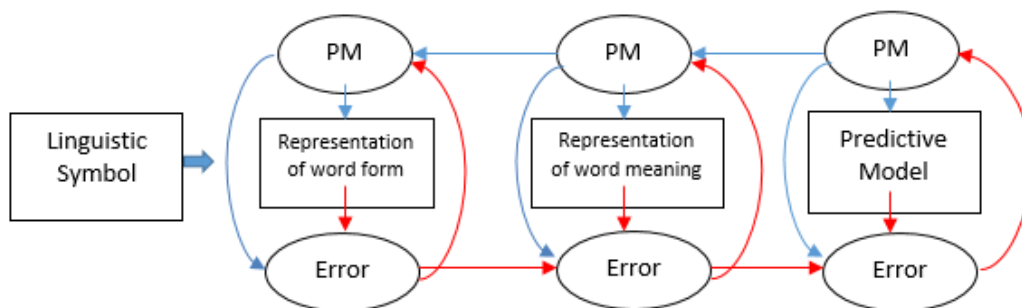 PM
PM
PM
Linguistic
Symbol
Representation
of word form
Representation
of word meaning
Predictive
Model
Error
Error
Error